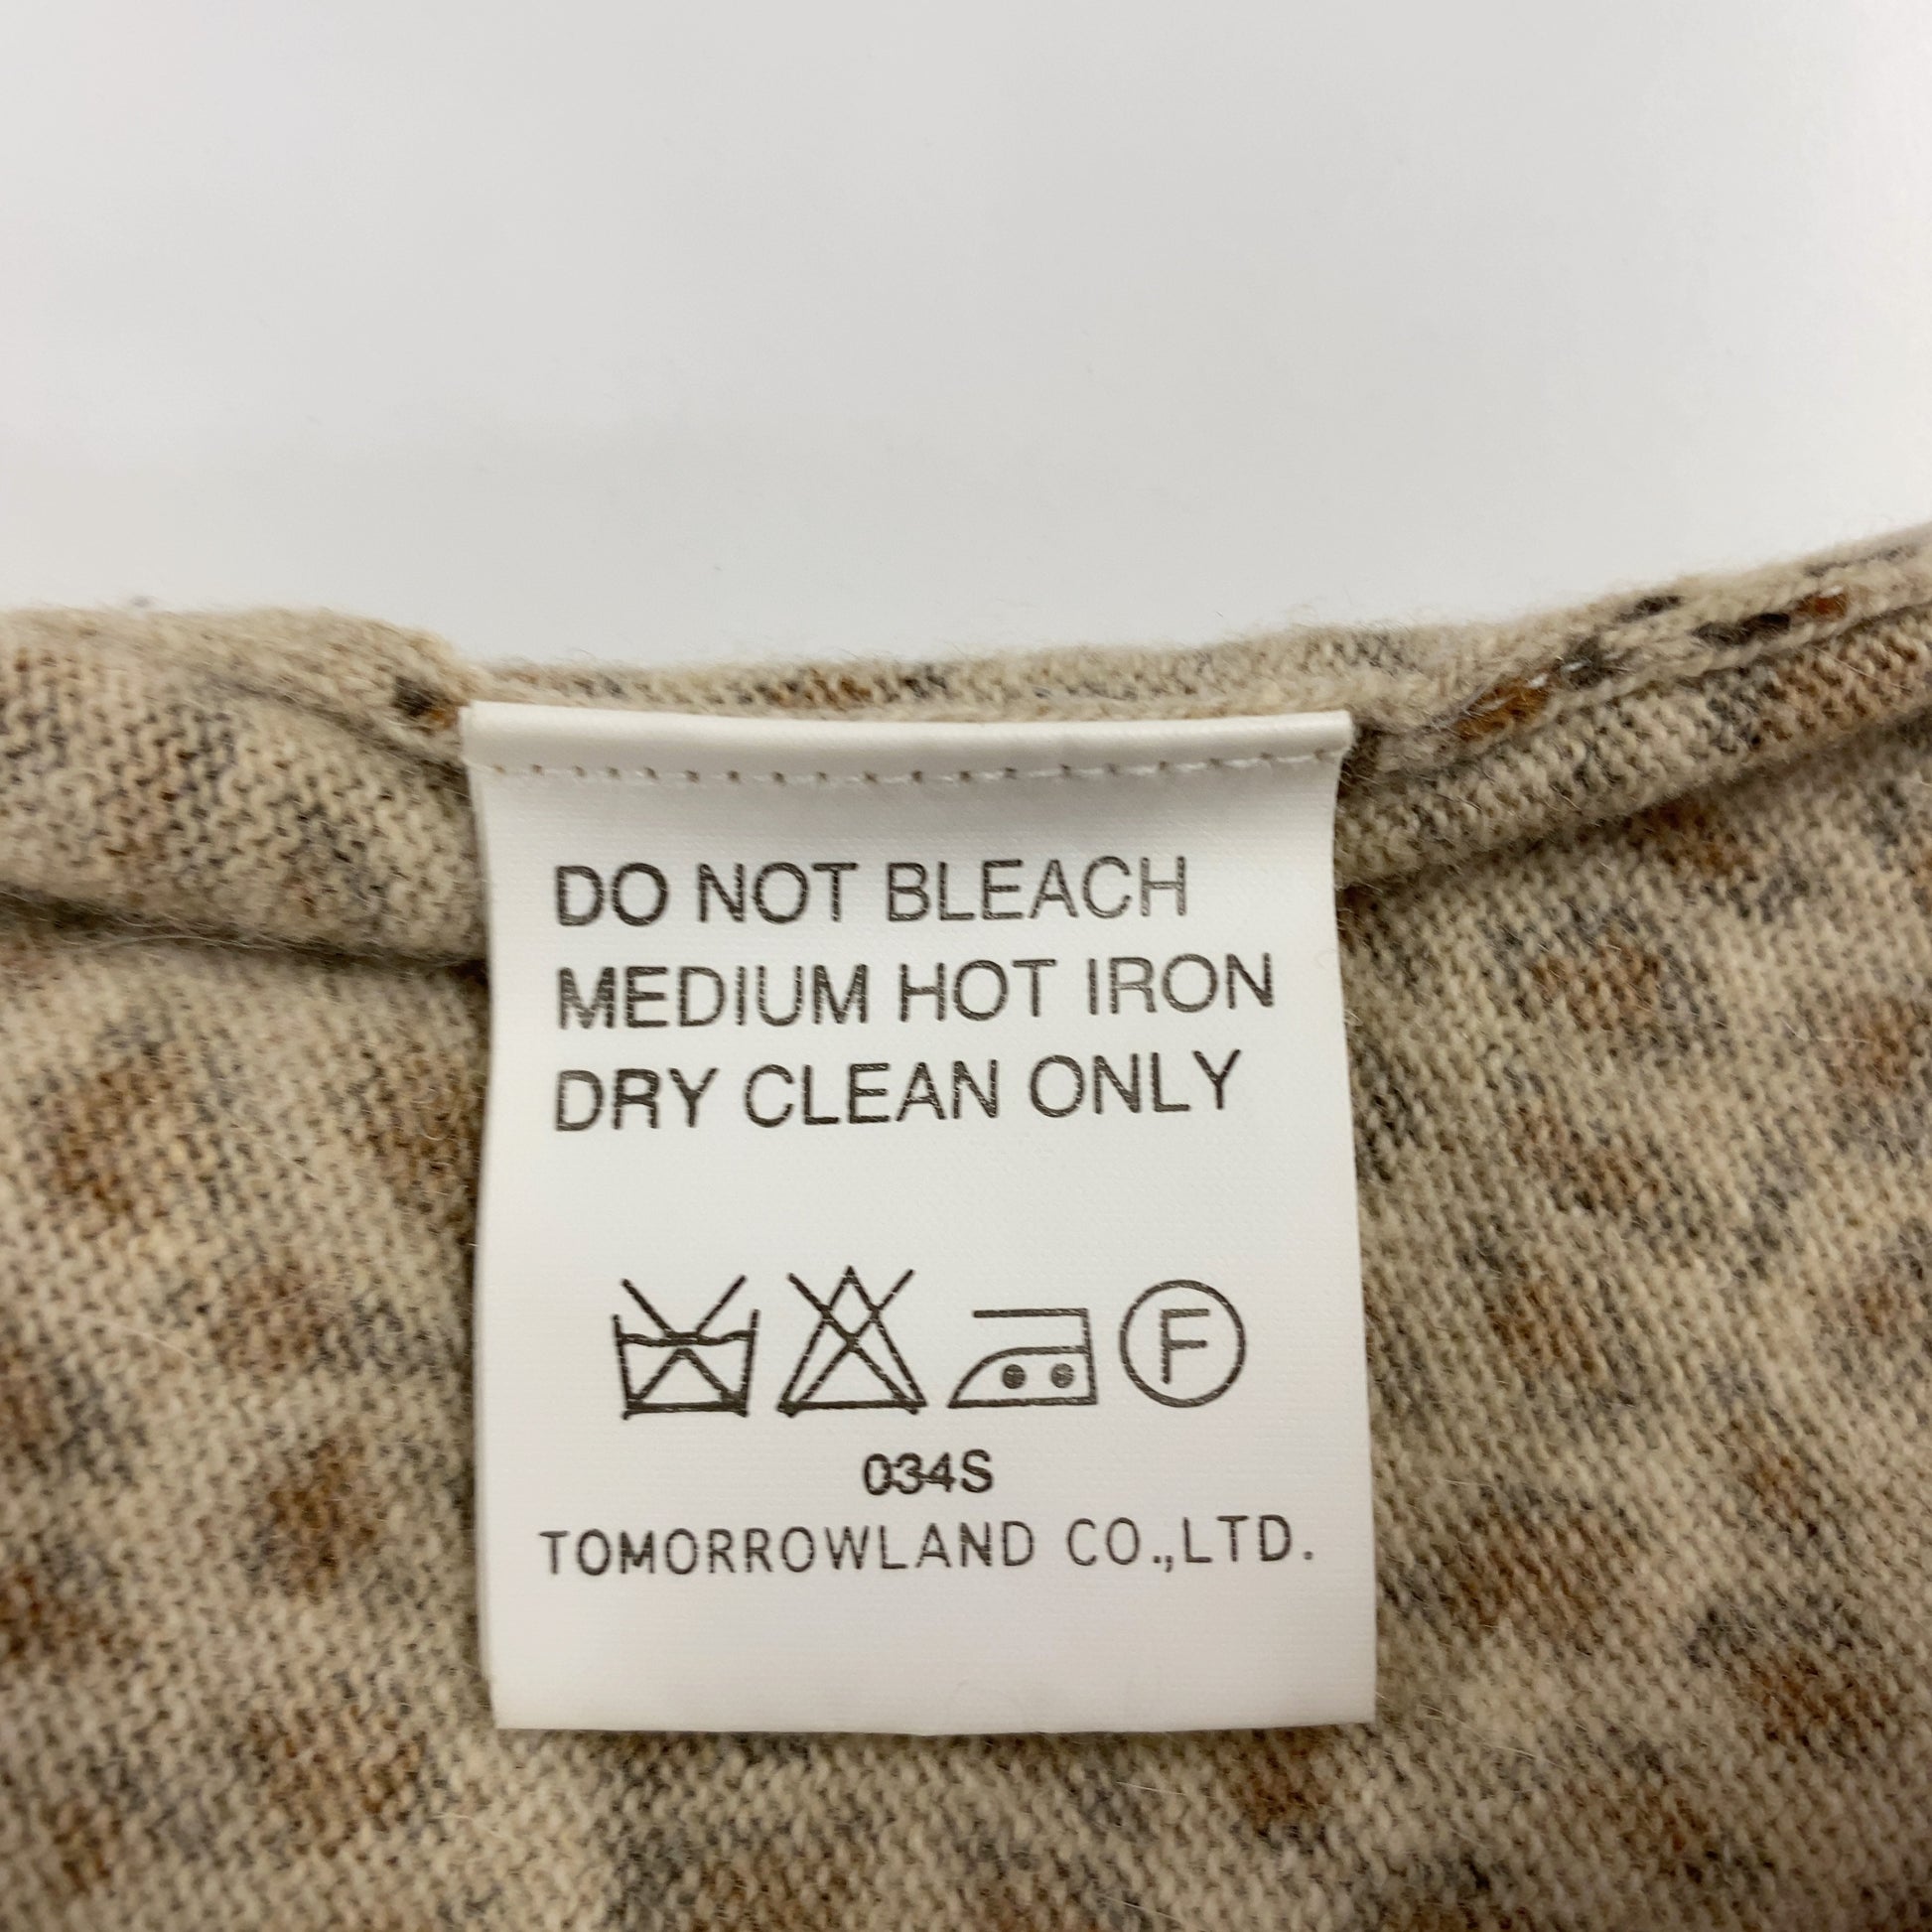 DO NOT BLEACH
MEDIUM HOT IRON
DRY CLEAN ONLY
F
034S
TOMORROWLAND CO.,LTD.